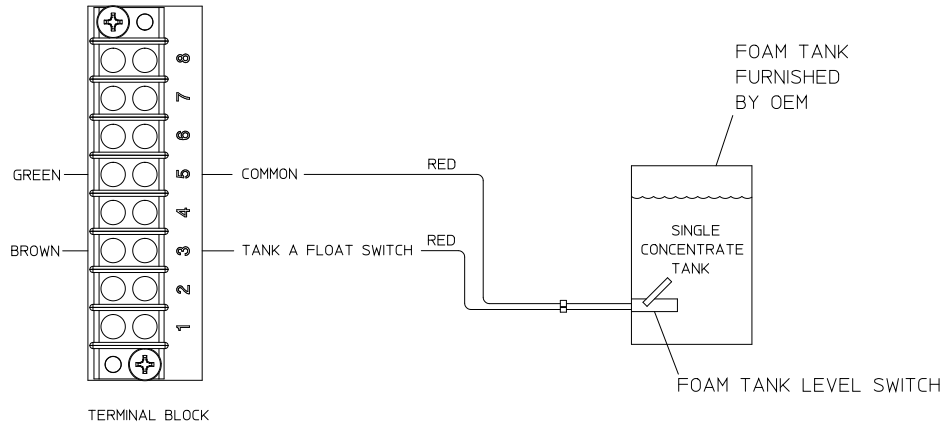 FOAM TANK
FURNISHED
BY OEM
8
7
6
GREEN
5
COMMON
RED
4
BROWN
3
TANK A FLOAT SWITCH
RED
2
1
SINGLE
CONCENTRATE
TANK
FOAM TANK LEVEL SWITCH
TERMINAL BLOCK